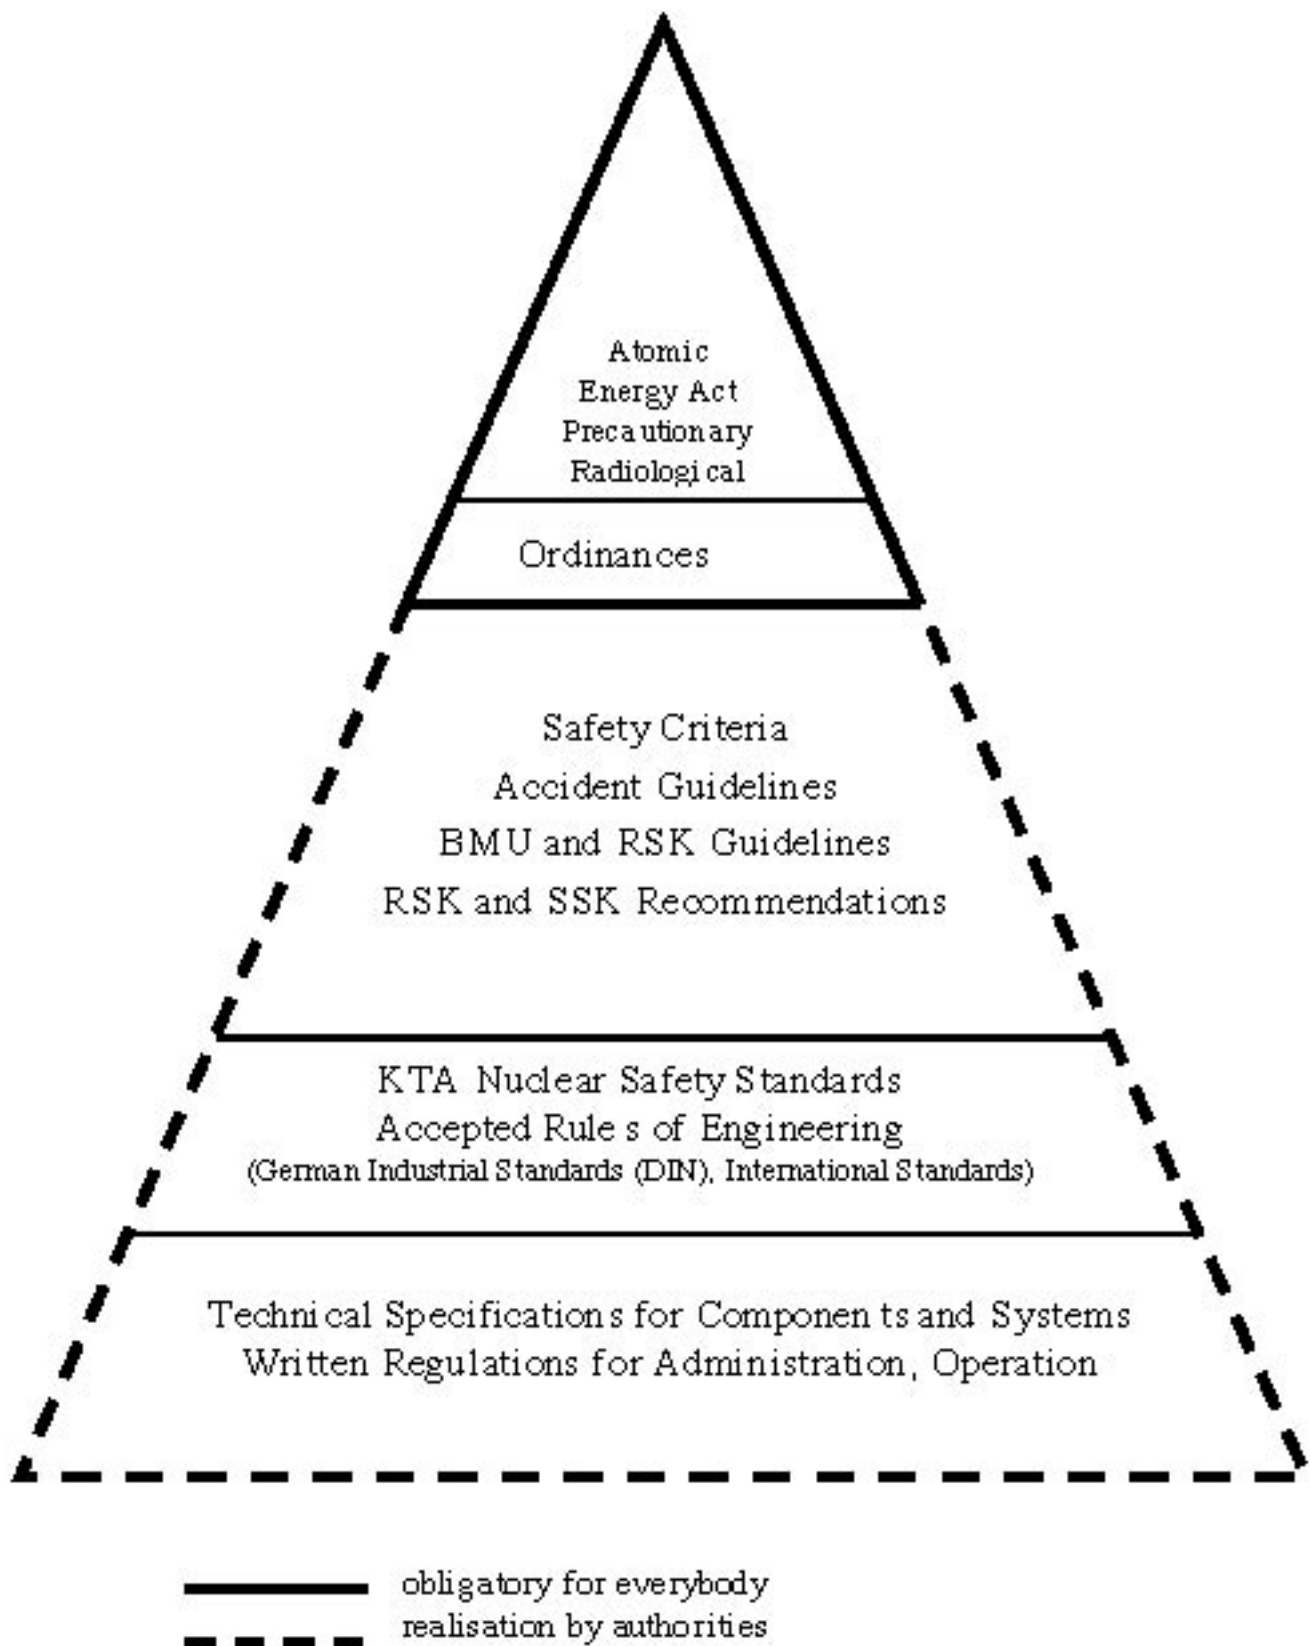 Atomic
Energy Act
Precautionary
Radiological
Ordinances
Safety Criteria
Accident Guidelines
BMU and RSK Guidelines
RSK and SSK Recommendations
KTA Nuclear Safety Standards
Accepted Rules of Engineering
(German Industrial Standards (DIN), International Standards)
Technical Specifications for Components and Systems
Written Regulations for Administration, Operation
obligatory for everybody
realisation by authorities